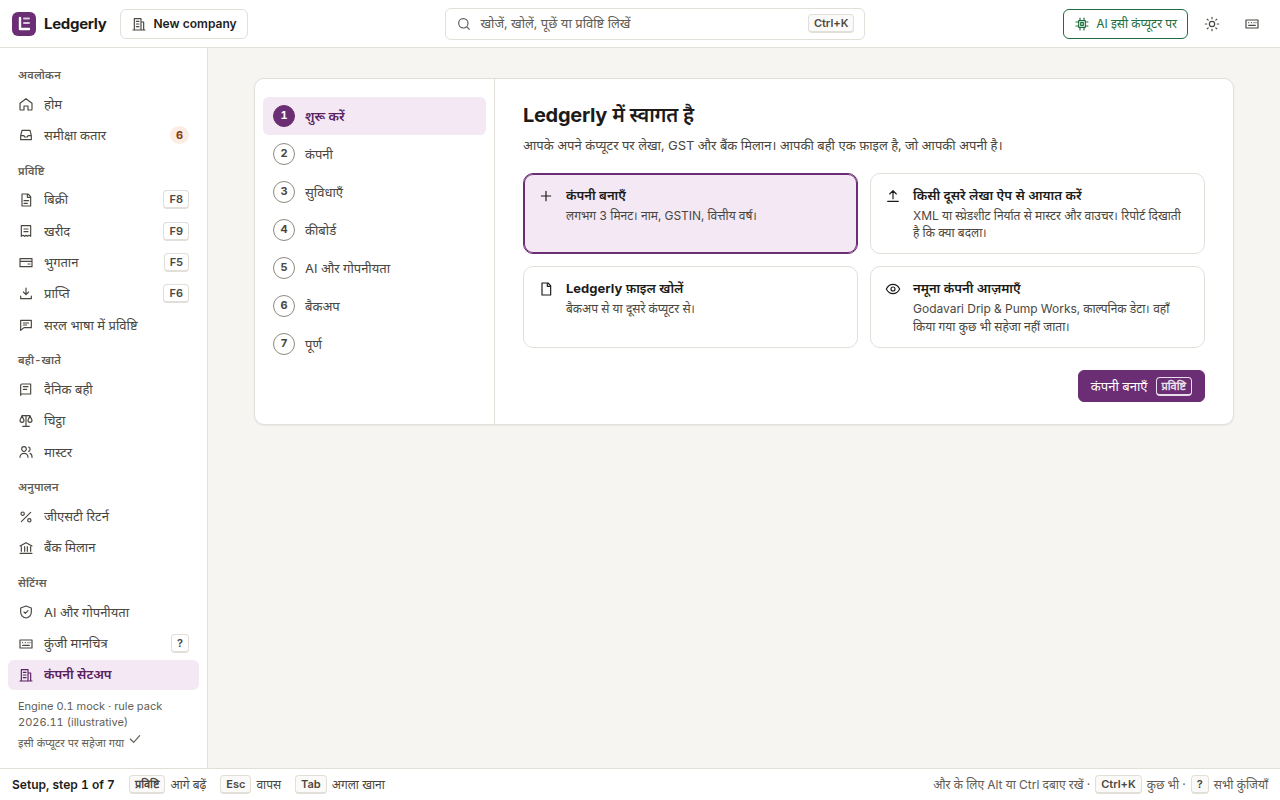 Ledgerly
New company
खोजें, खोलें, पूछें या प्रविष्टि लिखें
Ctrl+K
AI इसी कंप्यूटर पर
अवलोकन
होम
समीक्षा कतार
6
प्रविष्टि
बिक्री
F8
खरीद
F9
भुगतान
F5
प्राप्ति
F6
सरल भाषा में प्रविष्टि
बही-खाते
दैनिक बही
चिट्ठा
मास्टर
अनुपालन
जीएसटी रिटर्न
बैंक मिलान
सेटिंग्स
AI और गोपनीयता
कुंजी मानचित्र
?
कंपनी सेटअप
Engine 0.1 mock · rule pack
2026.11 (illustrative)
इसी कंप्यूटर पर सहेजा गया
1 शुरू करें
2 कंपनी
3 सुविधाएँ
4 कीबोर्ड
5 AI और गोपनीयता
6 बैकअप
7 पूर्ण
Ledgerly में स्वागत है
आपके अपने कंप्यूटर पर लेखा, GST और बैंक मिलान। आपकी बही एक फ़ाइल है, जो आपकी अपनी है।
कंपनी बनाएँ
लगभग 3 मिनट। नाम, GSTIN, वित्तीय वर्ष।
किसी दूसरे लेखा ऐप से आयात करें
XML या स्प्रेडशीट निर्यात से मास्टर और वाउचर। रिपोर्ट दिखाती
है कि क्या बदला।
Ledgerly फ़ाइल खोलें
बैकअप से या दूसरे कंप्यूटर से।
नमूना कंपनी आज़माएँ
Godavari Drip & Pump Works, काल्पनिक डेटा। वहाँ
किया गया कुछ भी सहेजा नहीं जाता।
कंपनी बनाएँ प्रविष्टि
Setup, step 1 of 7
प्रविष्टि आगे बढ़ें
Esc वापस
Tab अगला खाना
और के लिए Alt या Ctrl दबाए रखें · Ctrl+K कुछ भी · ? सभी कुंजियाँ